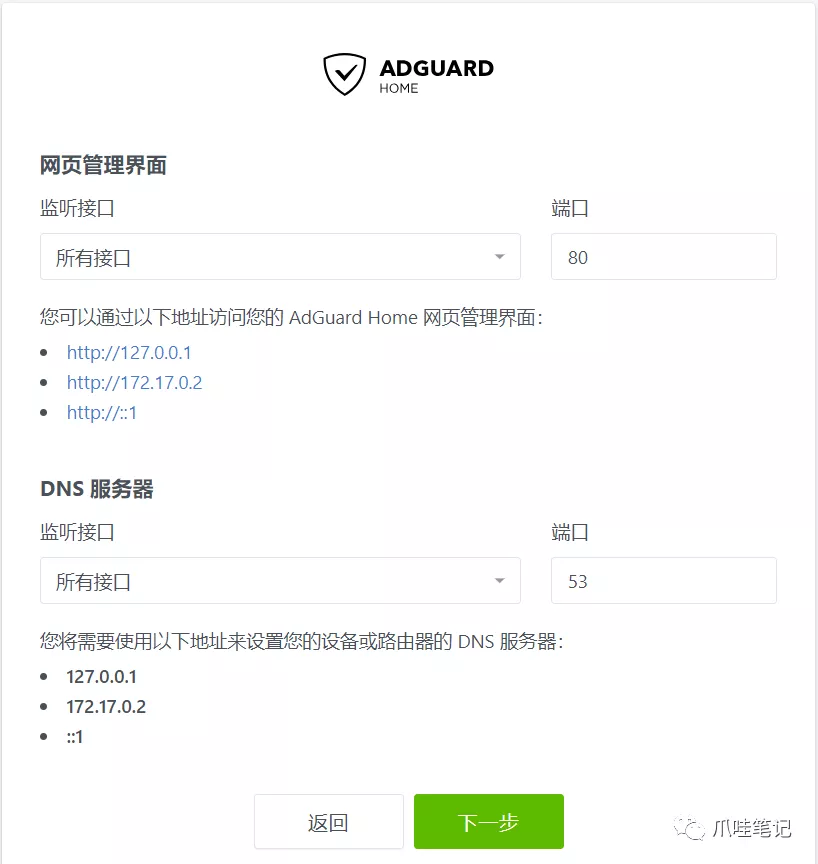 ADGUARD
HOME
网页管理界面
监听接口 端口
所有接口 80
您可以通过以下地址访问您的 AdGuard Home 网页管理界面：
http://127.0.0.1
http://172.17.0.2
http://::1
DNS 服务器
监听接口 端口
所有接口 53
您将需要使用以下地址来设置您的设备或路由器的 DNS 服务器：
127.0.0.1
172.17.0.2
::1
返回 下一步
爪哇笔记